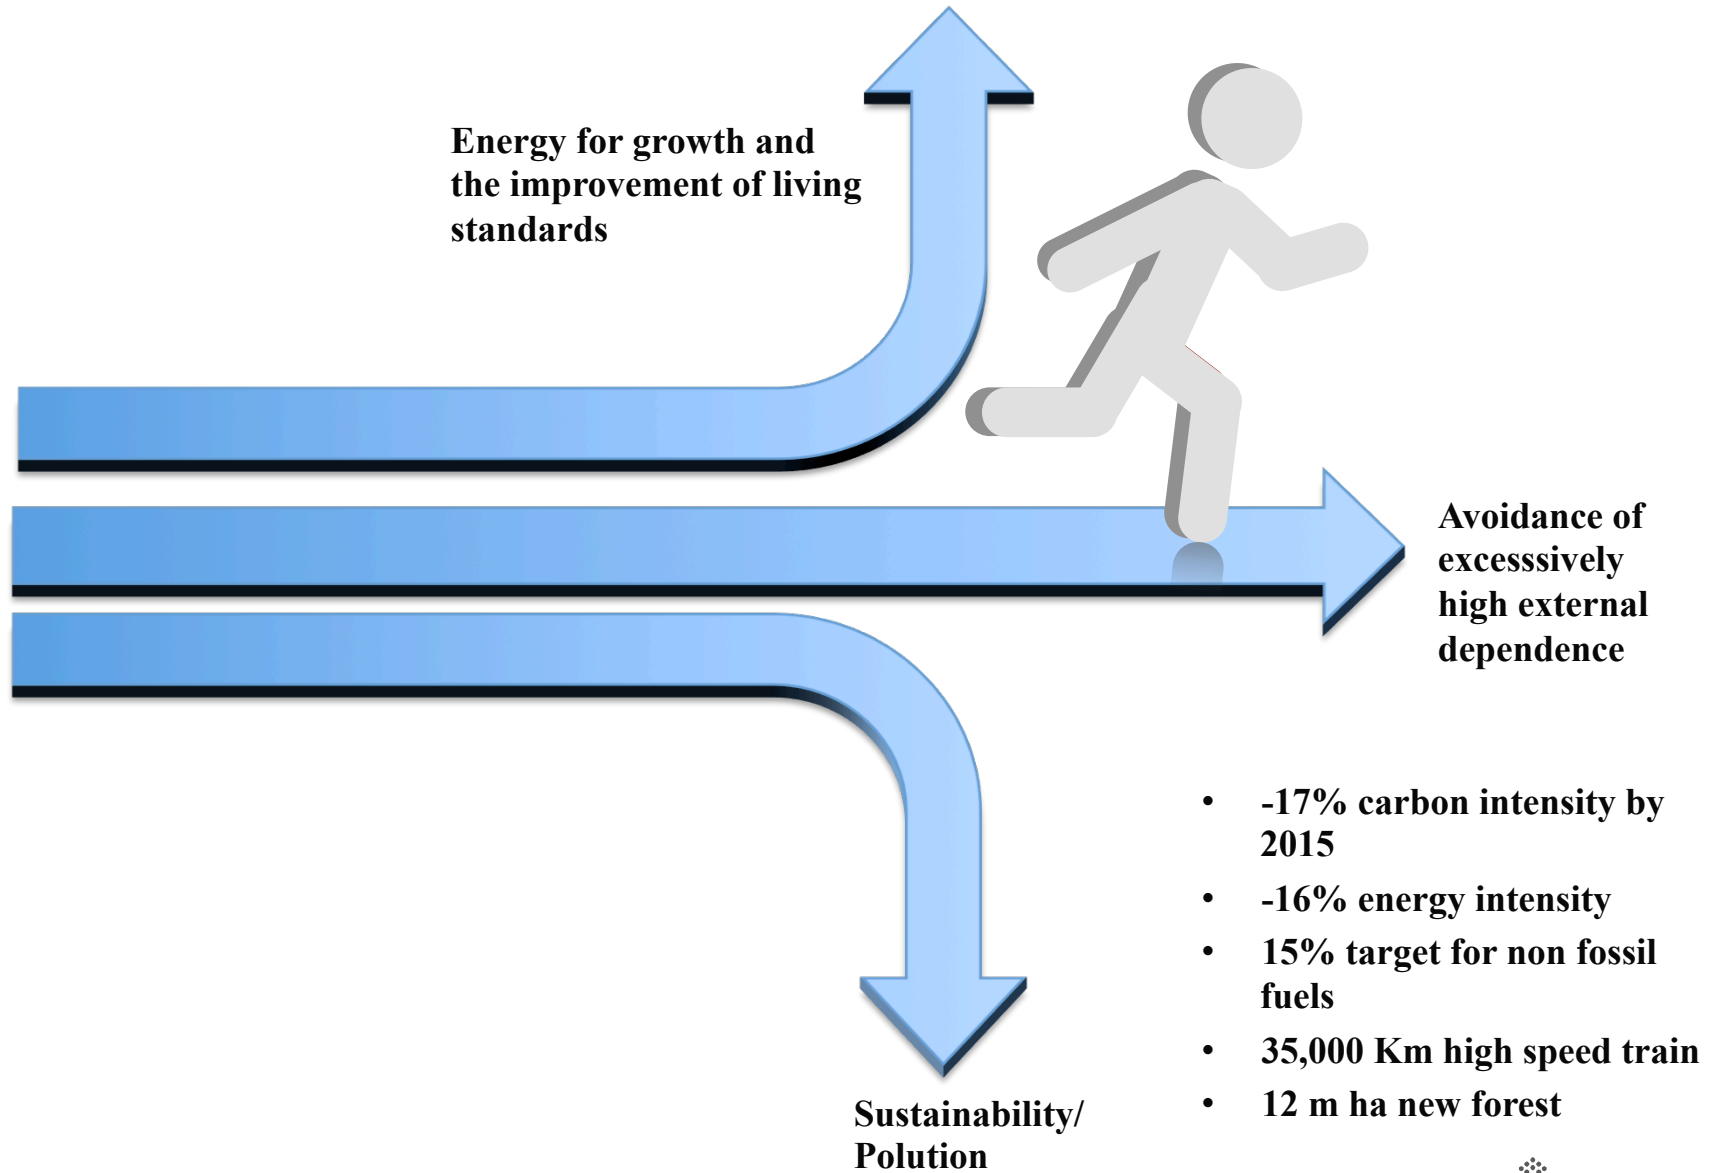 Energy for growth and
the improvement of living
standards
Avoidance of
excesssively
high external
dependence
• -17% carbon intensity by
2015
• -16% energy intensity
• 15% target for non fossil
fuels
• 35,000 Km high speed train
• 12 m ha new forest
Sustainability/
Polution